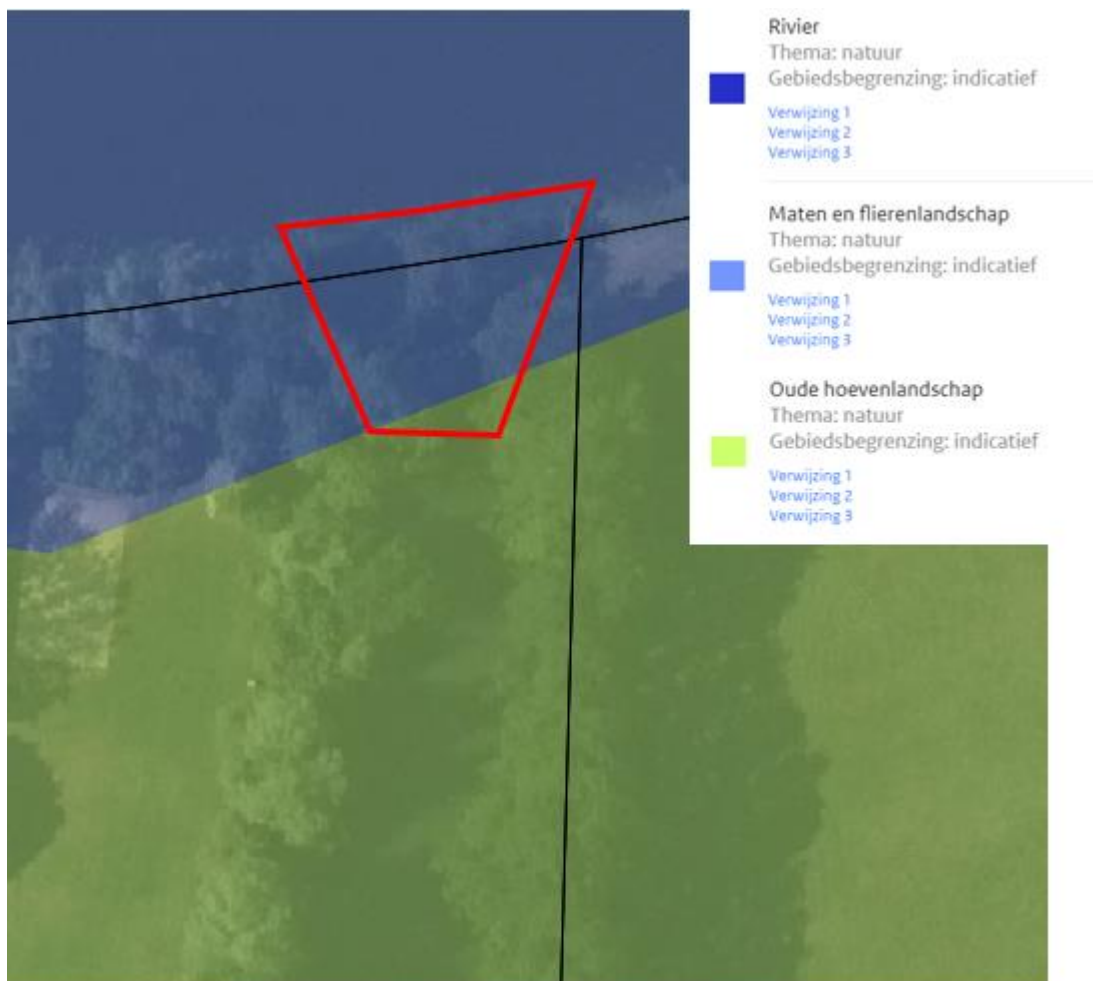 Rivier
Thema: natuur
Gebiedsbegrenzing: indicatief
Verwijzing 1
Verwijzing 2
Verwijzing 3
Maten en flierenlandschap
Thema: natuur
Gebiedsbegrenzing: indicatief
Verwijzing 1
Verwijzing 2
Verwijzing 3
Oude hoevenlandschap
Thema: natuur
Gebiedsbegrenzing: indicatief
Verwijzing 1
Verwijzing 2
Verwijzing 3